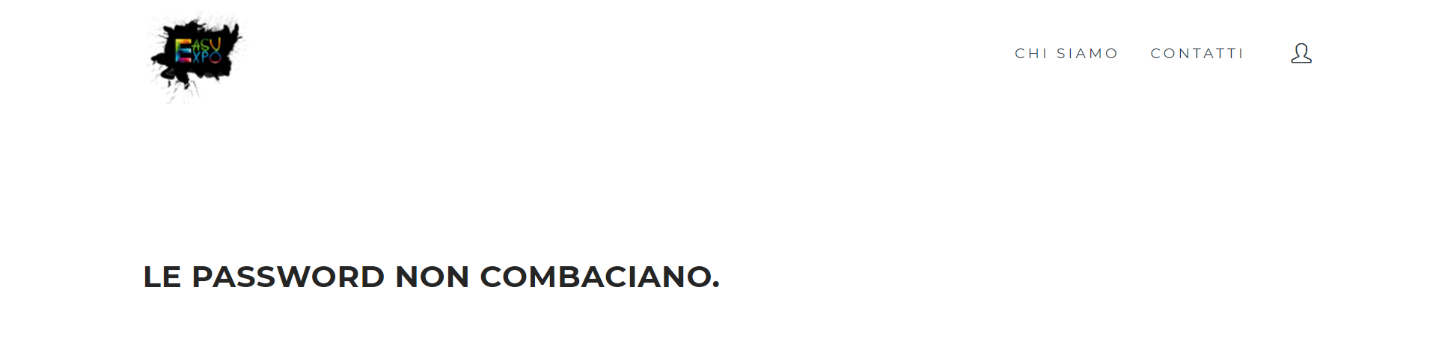 EASY
EXPO
CHI SIAMO
CONTATTI
LE PASSWORD NON COMBACIANO.